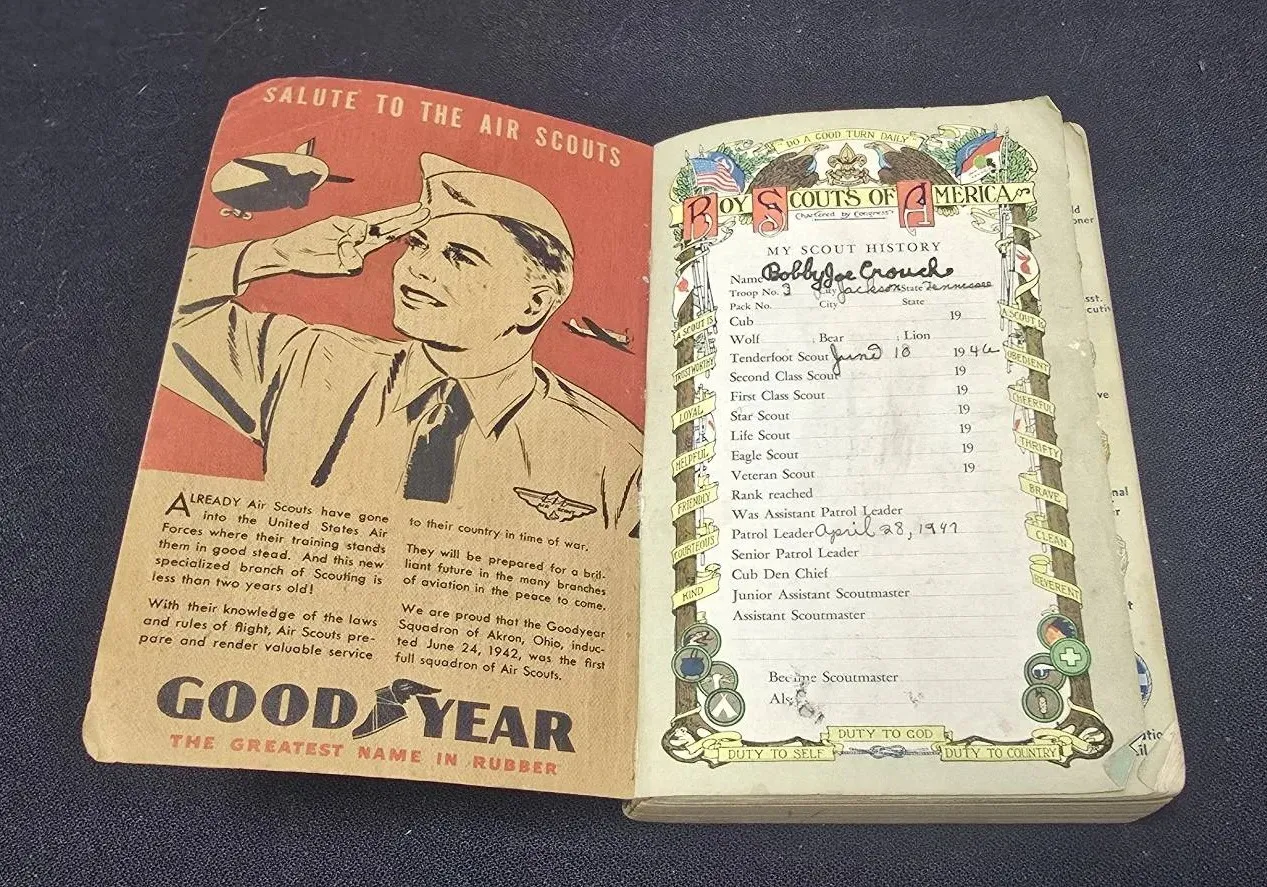 SALUTE TO THE AIR SCOUTS
ALREADY Air Scouts have gone
into the United States Air
Forces where their training stands
them in good stead. And this new
specialized branch of Scouting is
less than two years old!
With their knowledge of the laws
and rules of flight, Air Scouts pre-
pare and render valuable service
to their country in time of war.
They will be prepared for a bril-
liant future in the many branches
of aviation in the peace to come.
We are proud that the Goodyear
Squadron of Akron, Ohio, induc-
ted June 24, 1942, was the first
full squadron of Air Scouts.
GOODYEAR
THE GREATEST NAME IN RUBBER
DO A GOOD TURN DAILY
BOY SCOUTS OF AMERICA
Chartered by Congress
MY SCOUT HISTORY
Name Bobby Joe Crouch
Troop No. 3 City Jackson State Tennessee
Pack No. City State
Cub 19
Wolf ; Bear ; Lion
Tenderfoot Scout June 18 1946
Second Class Scout 19
First Class Scout 19
Star Scout 19
Life Scout 19
Eagle Scout 19
Veteran Scout 19
Rank reached
Was Assistant Patrol Leader
Patrol Leader April 28, 1947
Senior Patrol Leader
Cub Den Chief
Junior Assistant Scoutmaster
Assistant Scoutmaster
Became Scoutmaster
Also
A SCOUT IS
TRUSTWORTHY
LOYAL
HELPFUL
FRIENDLY
COURTEOUS
KIND
A SCOUT IS
OBEDIENT
CHEERFUL
THRIFTY
BRAVE
CLEAN
REVERENT
DUTY TO GOD
DUTY TO SELF
DUTY TO COUNTRY